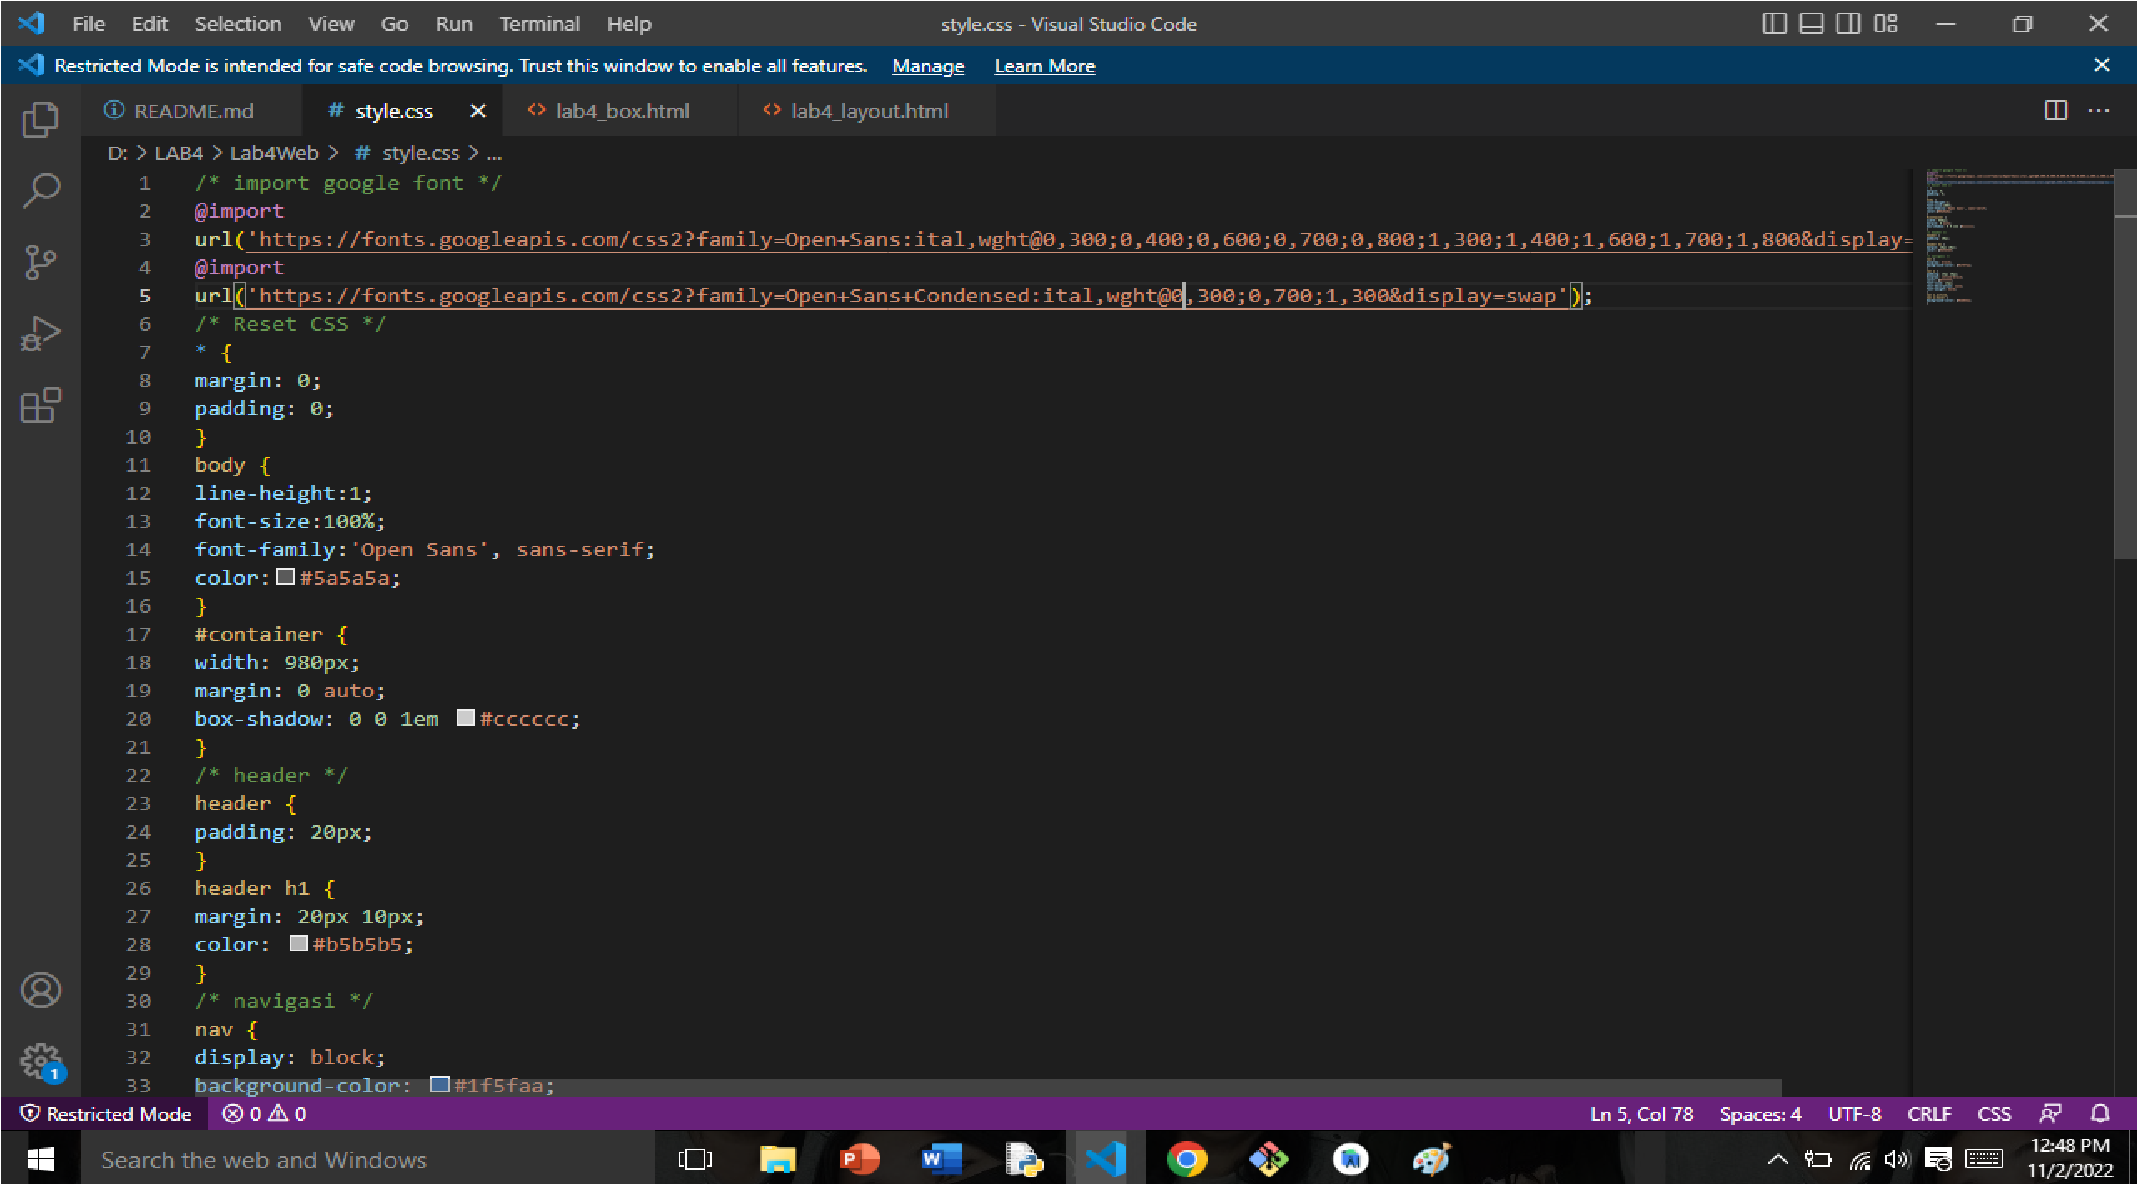 File Edit Selection View Go Run Terminal Help style.css - Visual Studio Code
Restricted Mode is intended for safe code browsing. Trust this window to enable all features. Manage Learn More
README.md # style.css <> lab4_box.html <> lab4_layout.html
D: > LAB4 > Lab4Web > # style.css > ...
1 /* import google font */
2 @import
3 url('https://fonts.googleapis.com/css2?family=Open+Sans:ital,wght@0,300;0,400;0,600;0,700;0,800;1,300;1,400;1,600;1,700;1,800&display=
4 @import
5 url('https://fonts.googleapis.com/css2?family=Open+Sans+Condensed:ital,wght@0,300;0,700;1,300&display=swap');
6 /* Reset CSS */
7 * {
8 margin: 0;
9 padding: 0;
10 }
11 body {
12 line-height:1;
13 font-size:100%;
14 font-family:'Open Sans', sans-serif;
15 color:#5a5a5a;
16 }
17 #container {
18 width: 980px;
19 margin: 0 auto;
20 box-shadow: 0 0 1em #cccccc;
21 }
22 /* header */
23 header {
24 padding: 20px;
25 }
26 header h1 {
27 margin: 20px 10px;
28 color: #b5b5b5;
29 }
30 /* navigasi */
31 nav {
32 display: block;
33 background-color: #1f5faa;
1
Restricted Mode 0 0 Ln 5, Col 78 Spaces: 4 UTF-8 CRLF CSS
Search the web and Windows
12:48 PM
11/2/2022